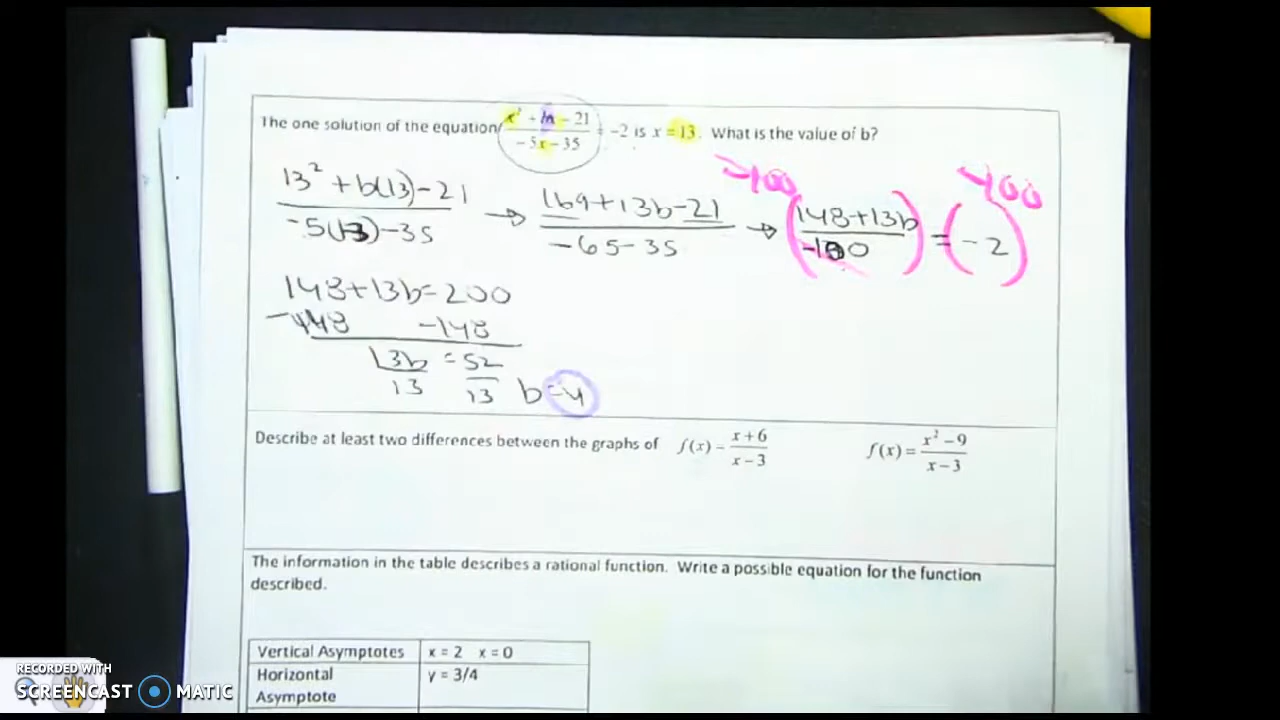 The one solution of the equation x² + bx − 21 / −5x − 35 = −2 is x = 13. What is the value of b?
13² + b(13) − 21 / −5(13) − 35 → 169 + 13b − 21 / −65 − 35 → −100 (148 + 13b / −100) = (−2) −100
148 + 13b = 200
−148 −148
13b = 52
13 13 b = 4
Describe at least two differences between the graphs of f(x) = x + 6 / x − 3 f(x) = x² − 9 / x − 3
The information in the table describes a rational function. Write a possible equation for the function
described.
Vertical Asymptotes x = 2 x = 0
Horizontal y = 3/4
Asymptote
RECORDED WITH
SCREENCAST MATIC